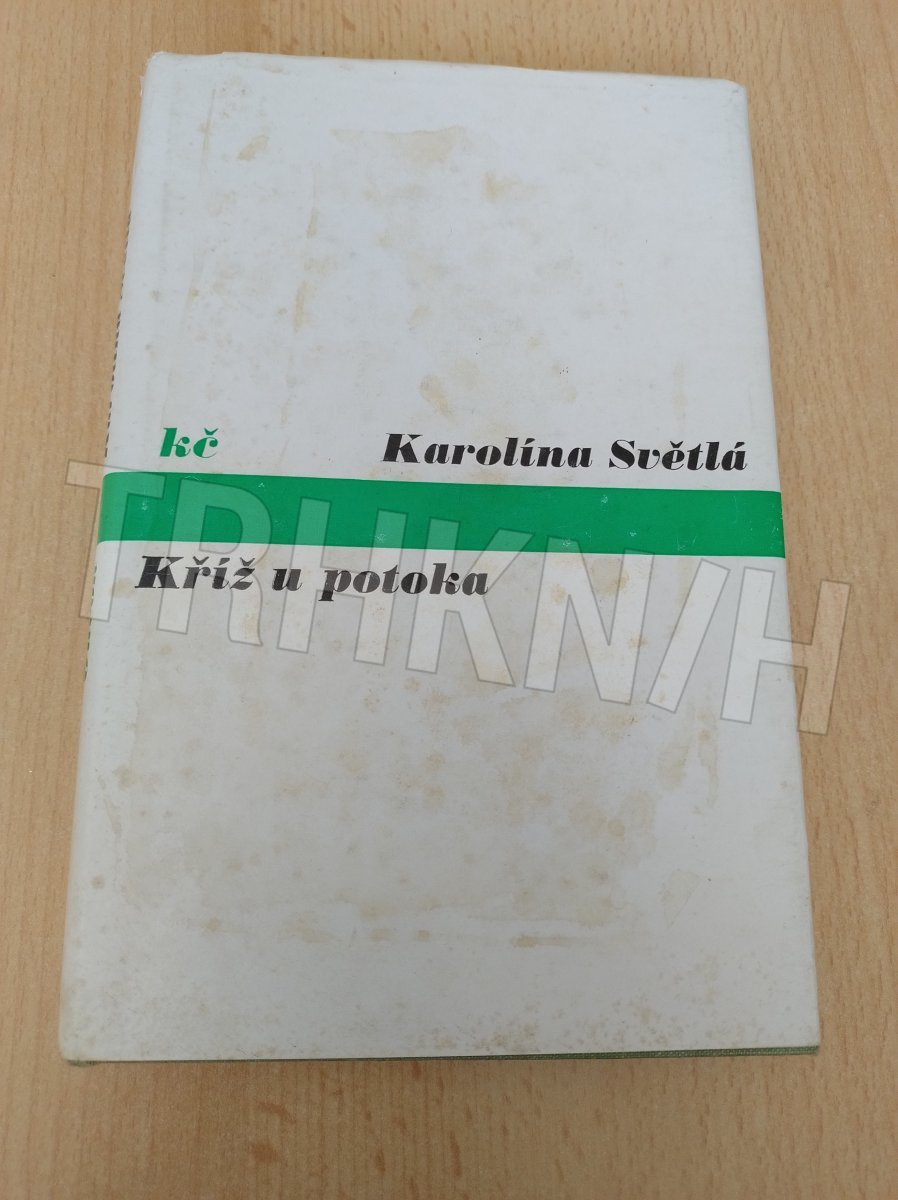 kč
Karolína Světlá
Kříž u potoka
TRHKNIH